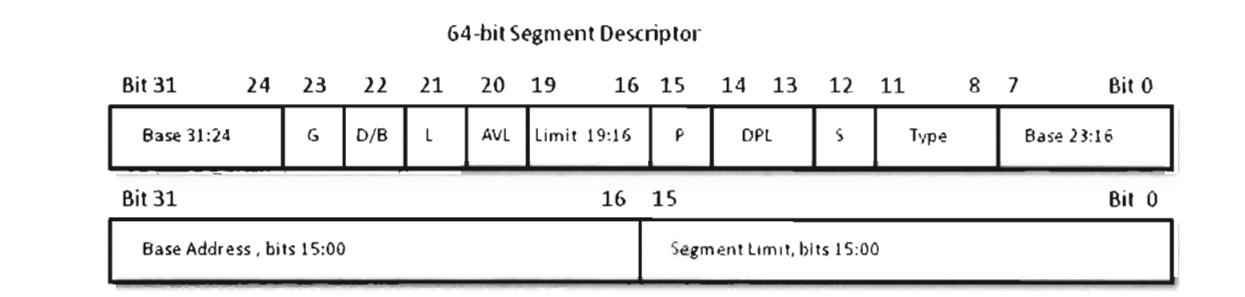 64-bit Segment Descriptor
Bit 31 24 23 22 21 20 19 16 15 14 13 12 11 8 7 Bit 0
Base 31:24 G D/B L AVL Limit 19:16 P DPL S Type Base 23:16
Bit 31 16 15 Bit 0
Base Address , bits 15:00 Segment Limit, bits 15:00